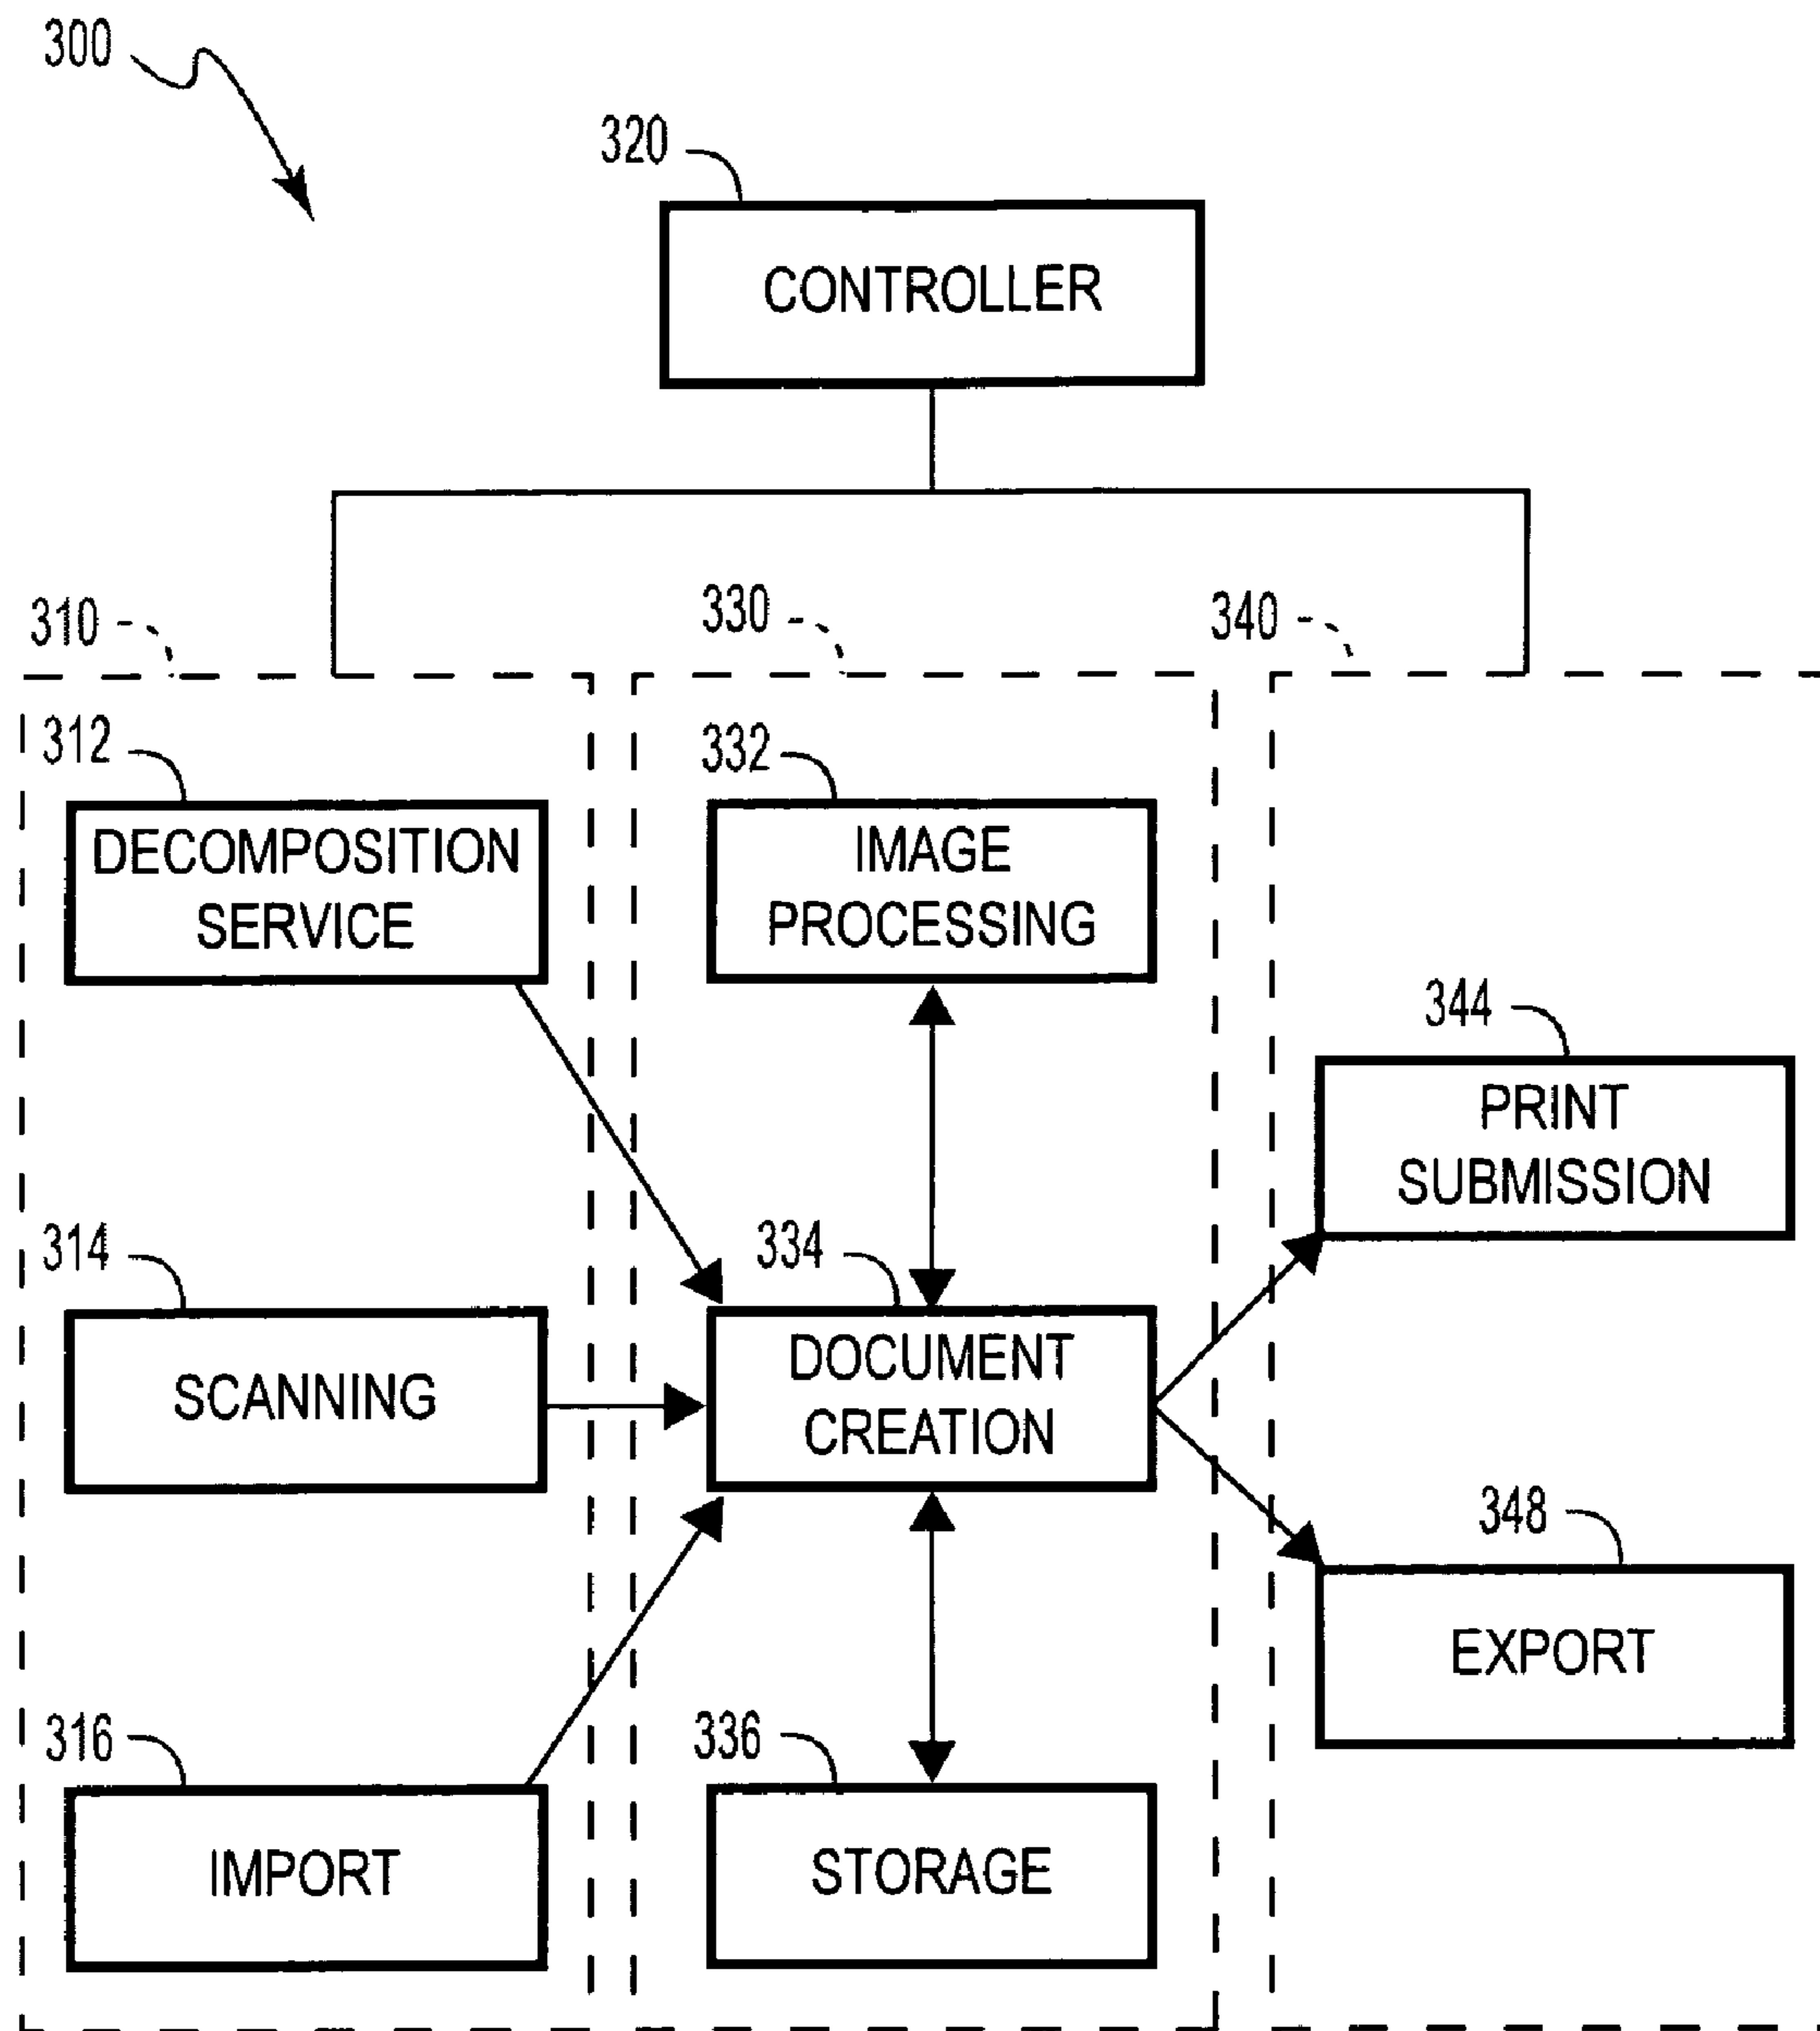 300
320
CONTROLLER
310
330
340
312
DECOMPOSITION
SERVICE
332
IMAGE
PROCESSING
344
PRINT
SUBMISSION
314
SCANNING
334
DOCUMENT
CREATION
348
EXPORT
316
IMPORT
336
STORAGE